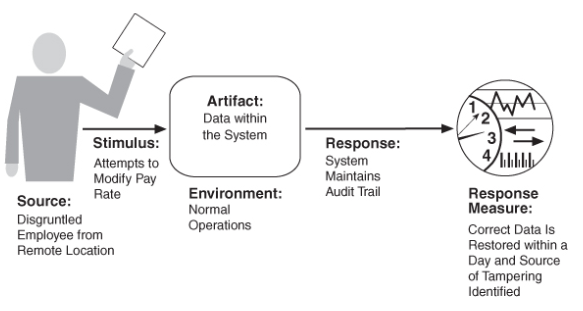 Source:
Disgruntled
Employee from
Remote Location
Stimulus:
Attempts to
Modify Pay
Rate
Artifact:
Data within
the System
Environment:
Normal
Operations
Response:
System
Maintains
Audit Trail
1
2
3
4
Response
Measure:
Correct Data Is
Restored within a
Day and Source
of Tampering
Identified